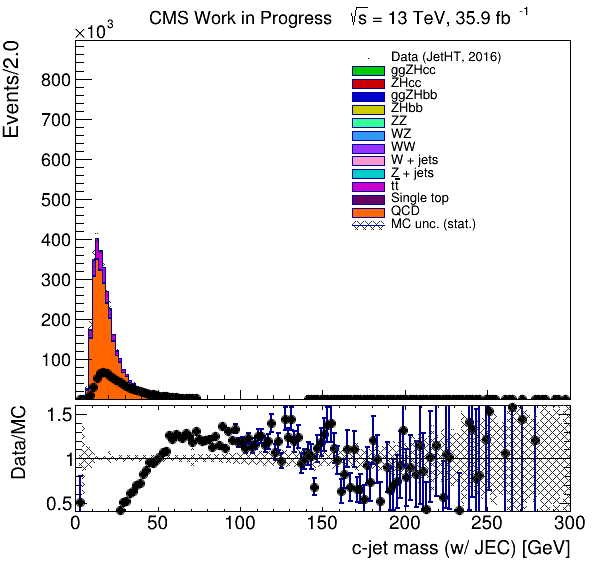 CMS Work in Progress √s = 13 TeV, 35.9 fb -1
×10³
Events/2.0
800
700
600
500
400
300
200
100
Data (JetHT, 2016)
ggZHcc
ZHcc
ggZHbb
ZHbb
ZZ
WZ
WW
W + jets
Z + jets
tt̅
Single top
QCD
MC unc. (stat.)
Data/MC
1.5
1
0.5
0 50 100 150 200 250 300
c-jet mass (w/ JEC) [GeV]